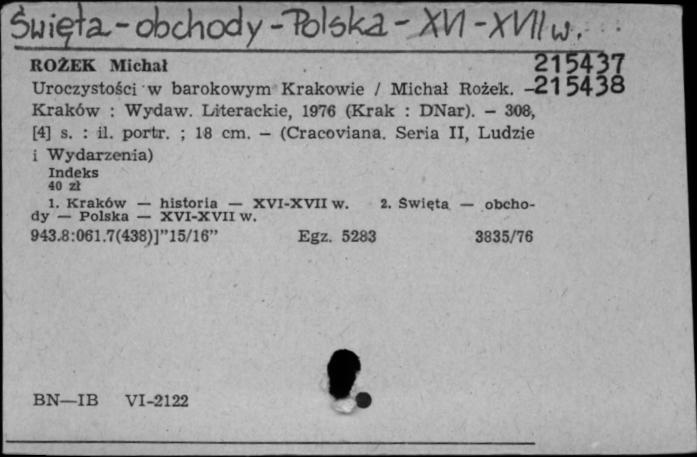 Święta - obchody - Polska - XVI - XVII w.
ROŻEK Michał 215437
Uroczystości w barokowym Krakowie / Michał Rożek. — 215438
Kraków : Wydaw. Literackie, 1976 (Krak : DNar). — 308,
[4] s. : il. portr. ; 18 cm. — (Cracoviana. Seria II, Ludzie
i Wydarzenia)
Indeks
40 zł
1. Kraków — historia — XVI-XVII w. 2. Święta — obcho-
dy — Polska — XVI-XVII w.
943.8:061.7(438)]"15/16" Egz. 5283 3835/76
BN—IB VI-2122